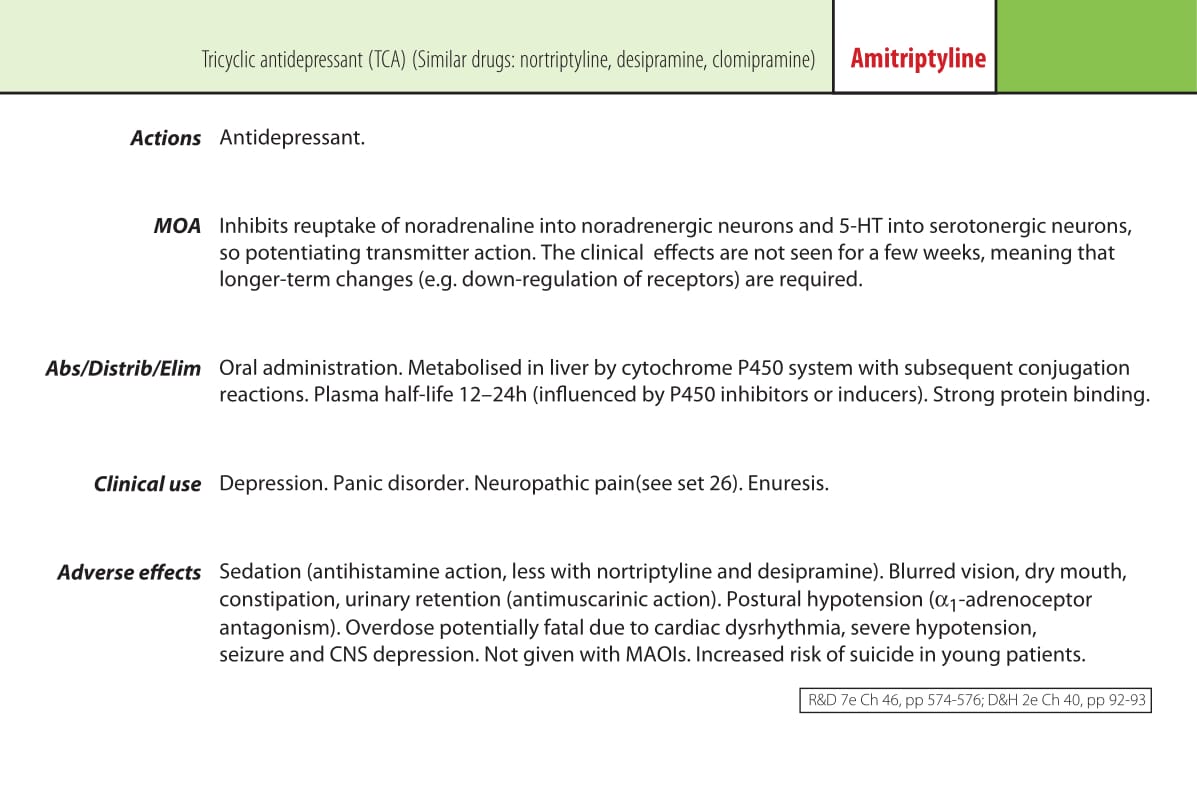 Tricyclic antidepressant (TCA) (Similar drugs: nortriptyline, desipramine, clomipramine) Amitriptyline
Actions Antidepressant.
MOA Inhibits reuptake of noradrenaline into noradrenergic neurons and 5-HT into serotonergic neurons,
so potentiating transmitter action. The clinical effects are not seen for a few weeks, meaning that
longer-term changes (e.g. down-regulation of receptors) are required.
Abs/Distrib/Elim Oral administration. Metabolised in liver by cytochrome P450 system with subsequent conjugation
reactions. Plasma half-life 12–24h (influenced by P450 inhibitors or inducers). Strong protein binding.
Clinical use Depression. Panic disorder. Neuropathic pain(see set 26). Enuresis.
Adverse effects Sedation (antihistamine action, less with nortriptyline and desipramine). Blurred vision, dry mouth,
constipation, urinary retention (antimuscarinic action). Postural hypotension (α1-adrenoceptor
antagonism). Overdose potentially fatal due to cardiac dysrhythmia, severe hypotension,
seizure and CNS depression. Not given with MAOIs. Increased risk of suicide in young patients.
R&D 7e Ch 46, pp 574-576; D&H 2e Ch 40, pp 92-93